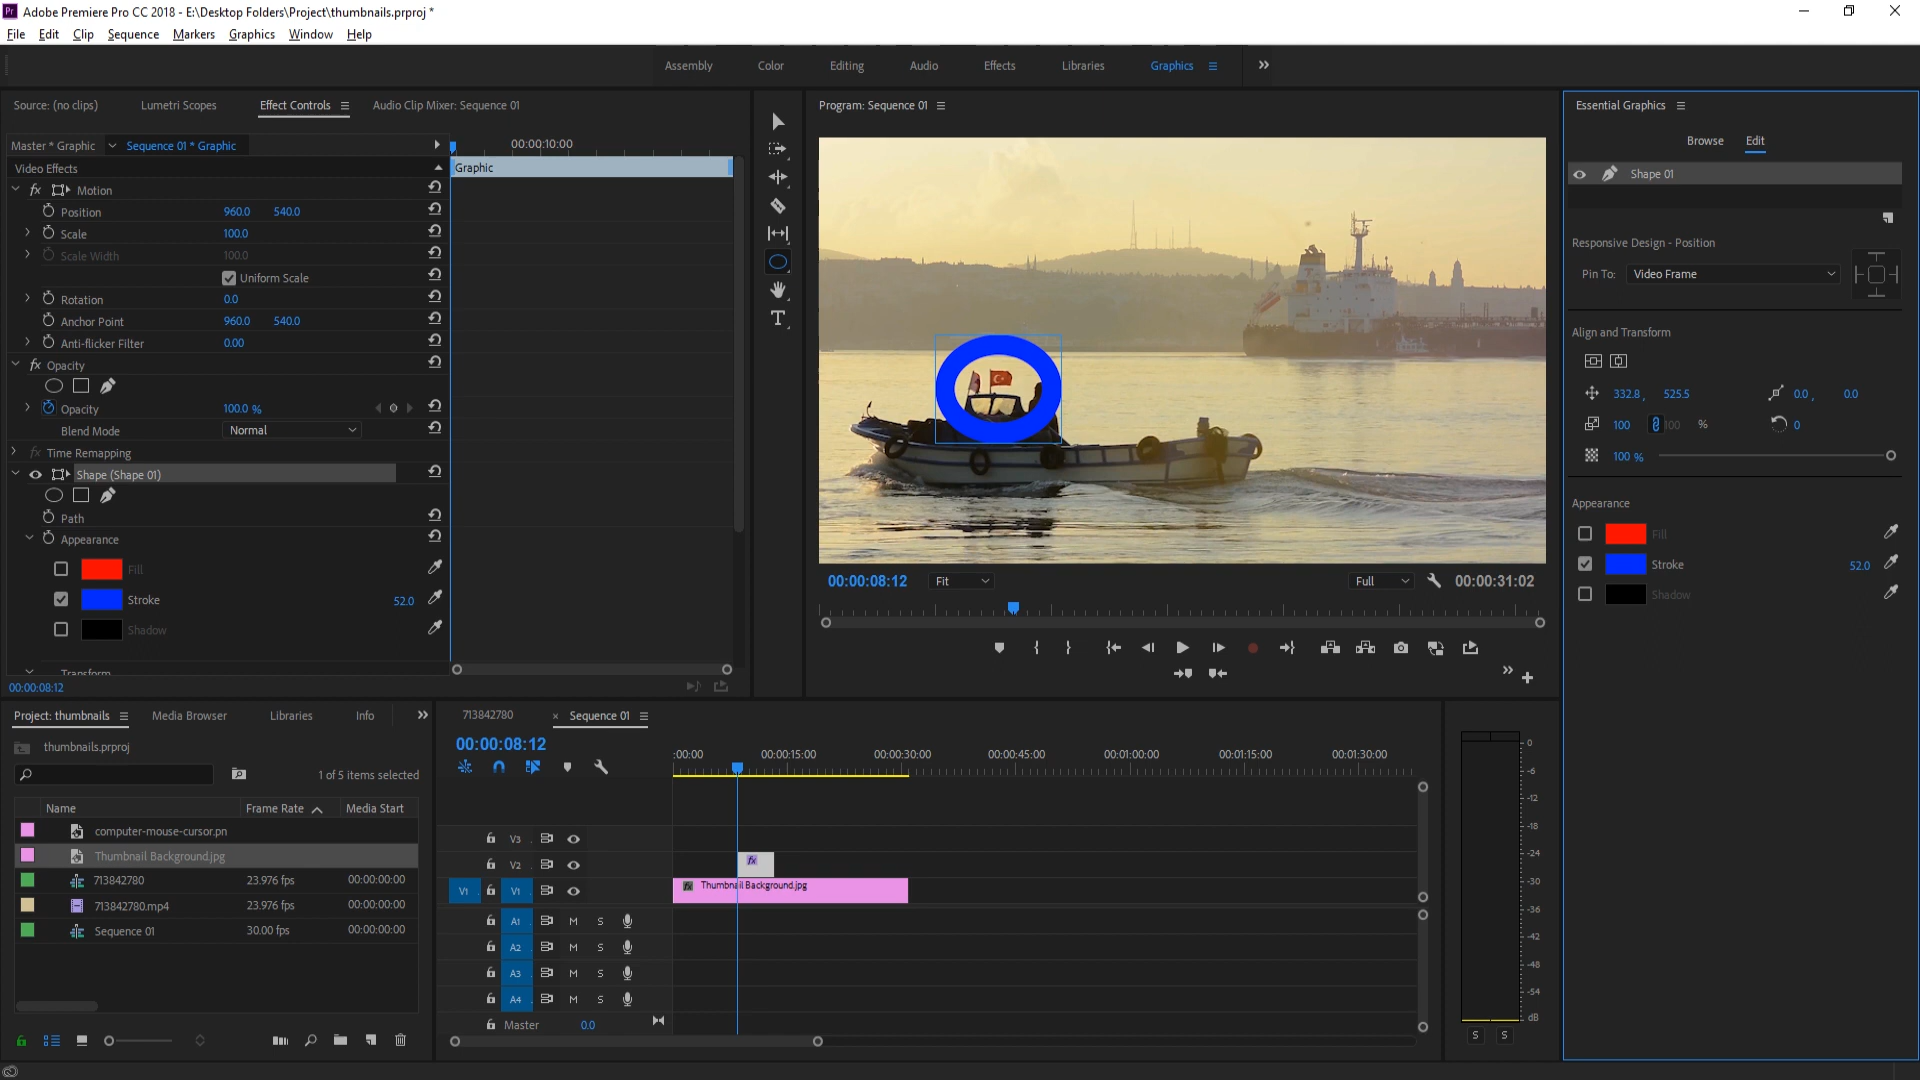 Adobe Premiere Pro CC 2018 - E:\Desktop Folders\Project\thumbnails.prproj *
File Edit Clip Sequence Markers Graphics Window Help
Assembly Color Editing Audio Effects Libraries Graphics
Source: (no clips) Lumetri Scopes Effect Controls Audio Clip Mixer: Sequence 01
Master * Graphic Sequence 01 * Graphic 00:00:10:00
Video Effects Graphic
fx Motion
Position 960.0 540.0
Scale 100.0
Scale Width 100.0
Uniform Scale
Rotation 0.0
Anchor Point 960.0 540.0
Anti-flicker Filter 0.00
fx Opacity
Opacity 100.0 %
Blend Mode Normal
fx Time Remapping
Shape (Shape 01)
Path
Appearance
Fill
Stroke 52.0
Shadow
Transform
00:00:08:12
Program: Sequence 01
00:00:08:12 Fit Full 00:00:31:02
Essential Graphics
Browse Edit
Shape 01
Responsive Design - Position
Pin To: Video Frame
Align and Transform
332.8 , 525.5 0.0 , 0.0
100 100 % 0
100 %
Appearance
Fill
Stroke 52.0
Shadow
Project: thumbnails Media Browser Libraries Info
thumbnails.prproj
1 of 5 items selected
Name Frame Rate Media Start
computer-mouse-cursor.pn
Thumbnail Background.jpg
713842780 23.976 fps 00:00:00:00
713842780.mp4 23.976 fps 00:00:00:00
Sequence 01 30.00 fps 00:00:00:00
713842780 × Sequence 01
00:00:08:12
:00:00 00:00:15:00 00:00:30:00 00:00:45:00 00:01:00:00 00:01:15:00 00:01:30:00
V3
V2 fx
V1 V1 fx Thumbnail Background.jpg
A1 M S
A2 M S
A3 M S
A4 M S
Master 0.0
0
-6
-12
-18
-24
-30
-36
-42
-48
-54
dB
S S